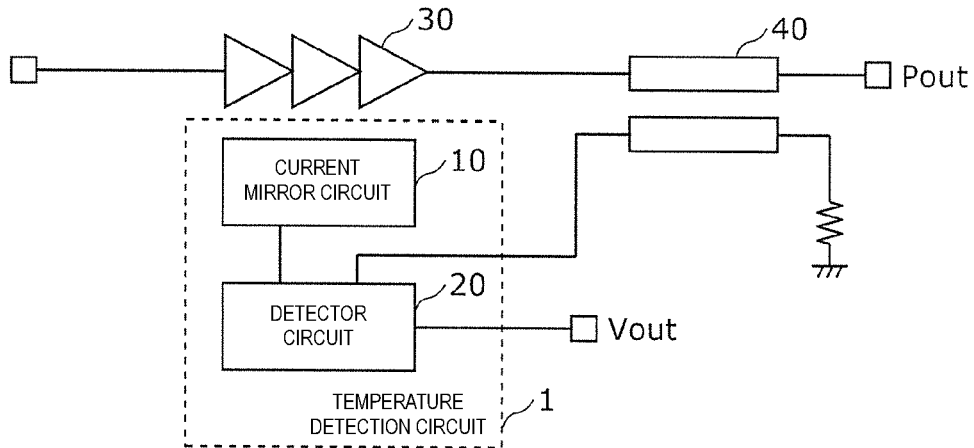 30
40
Pout
CURRENT
MIRROR CIRCUIT
10
DETECTOR
CIRCUIT
20
Vout
TEMPERATURE
DETECTION CIRCUIT
1